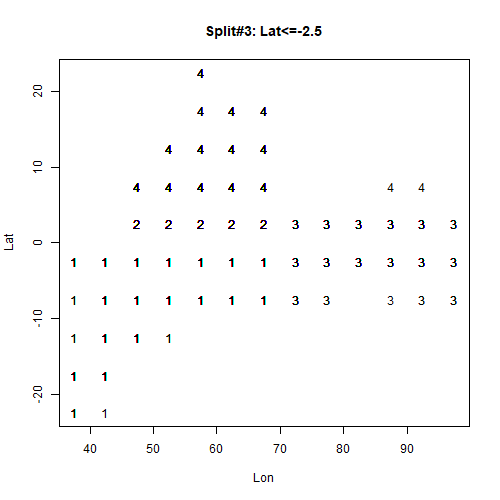 Split#3: Lat<=-2.5
4
20
4 4 4
4 4 4 4
10
4 4 4 4 4 4 4
2 2 2 2 2 3 3 3 3 3 3
Lat
0
1 1 1 1 1 1 1 3 3 3 3 3 3
1 1 1 1 1 1 1 3 3 3 3 3
-10
1 1 1 1
1 1
-20
1 1
40 50 60 70 80 90
Lon